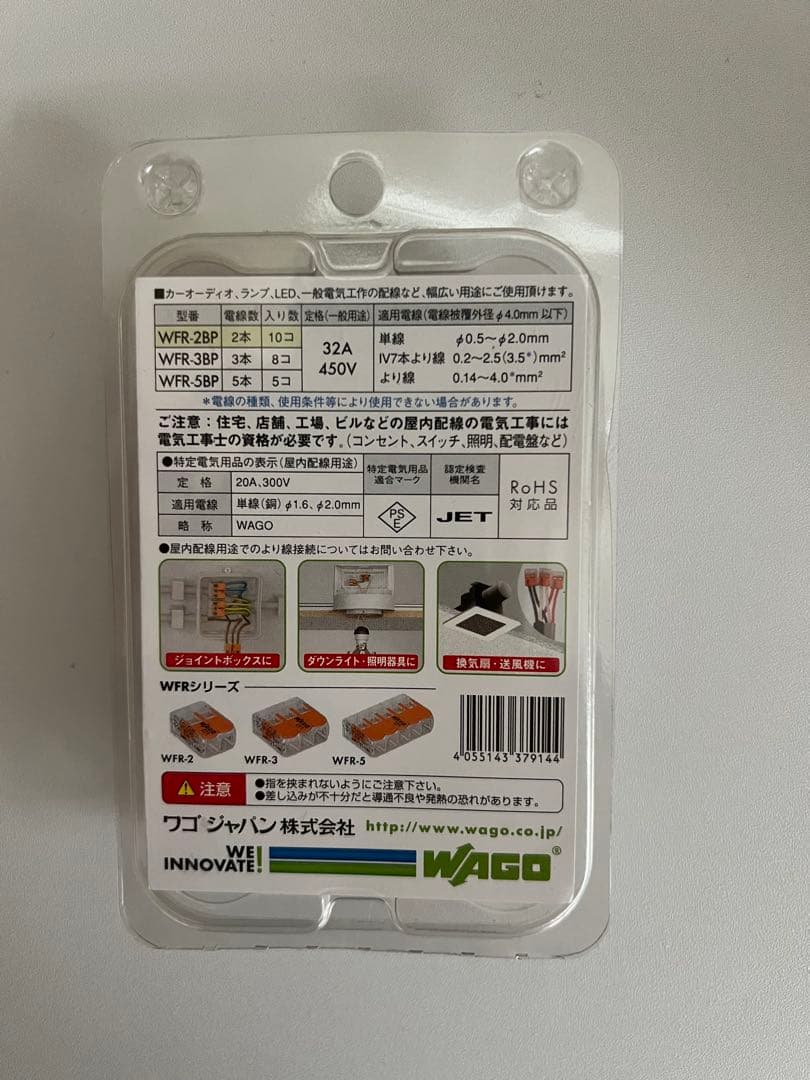 ■カーオーディオ、ランプ、LED、一般電気工作の配線など、幅広い用途にご使用頂けます。
型番 電線数 入り数 定格(一般用途) 適用電線(電線被覆外径φ4.0mm以下)
WFR-2BP 2本 10コ 32A 450V 単線 φ0.5〜φ2.0mm
WFR-3BP 3本 8コ IV7本より線 0.2〜2.5(3.5*)mm²
WFR-5BP 5本 5コ より線 0.14〜4.0*mm²
*電線の種類、使用条件等により使用できない場合があります。
ご注意:住宅、店舗、工場、ビルなどの屋内配線の電気工事には
電気工事士の資格が必要です。(コンセント、スイッチ、照明、配電盤など)
●特定電気用品の表示(屋内配線用途) 特定電気用品適合マーク 認定検査機関名 RoHS対応品
定格 20A、300V
適用電線 単線(銅)φ1.6、φ2.0mm PSE JET
略称 WAGO
●屋内配線用途でのより線接続についてはお問い合わせ下さい。
ジョイントボックスに ダウンライト・照明器具に 換気扇・送風機に
WFRシリーズ
WAGO WAGO WAGO
WFR-2 WFR-3 WFR-5
4 055143 379144
注意 ●指を挟まれないようにご注意下さい。
●差し込みが不十分だと導通不良や発熱の恐れがあります。
ワゴ ジャパン 株式会社 http://www.wago.co.jp/
WE INNOVATE! WAGO®